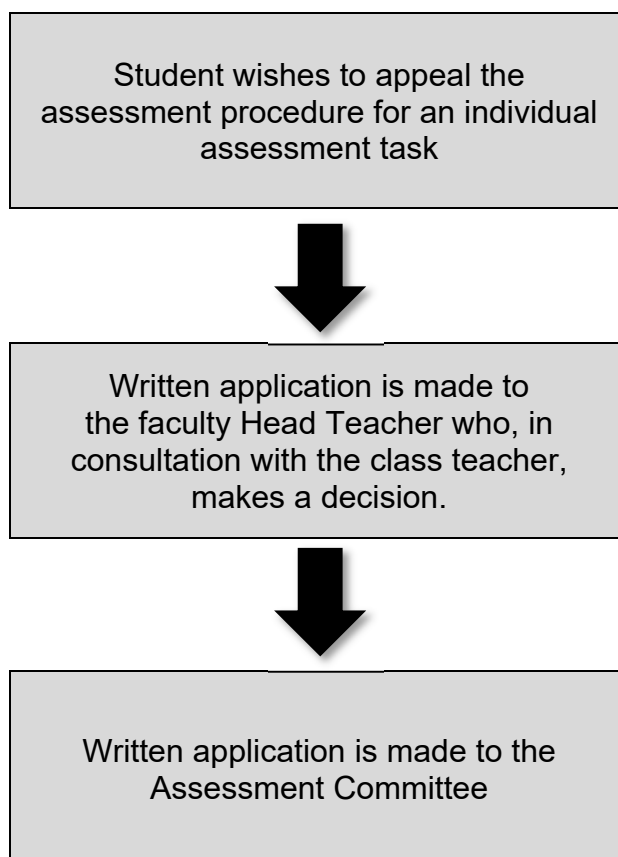 Student wishes to appeal the
assessment procedure for an individual
assessment task
Written application is made to
the faculty Head Teacher who, in
consultation with the class teacher,
makes a decision.
Written application is made to the
Assessment Committee